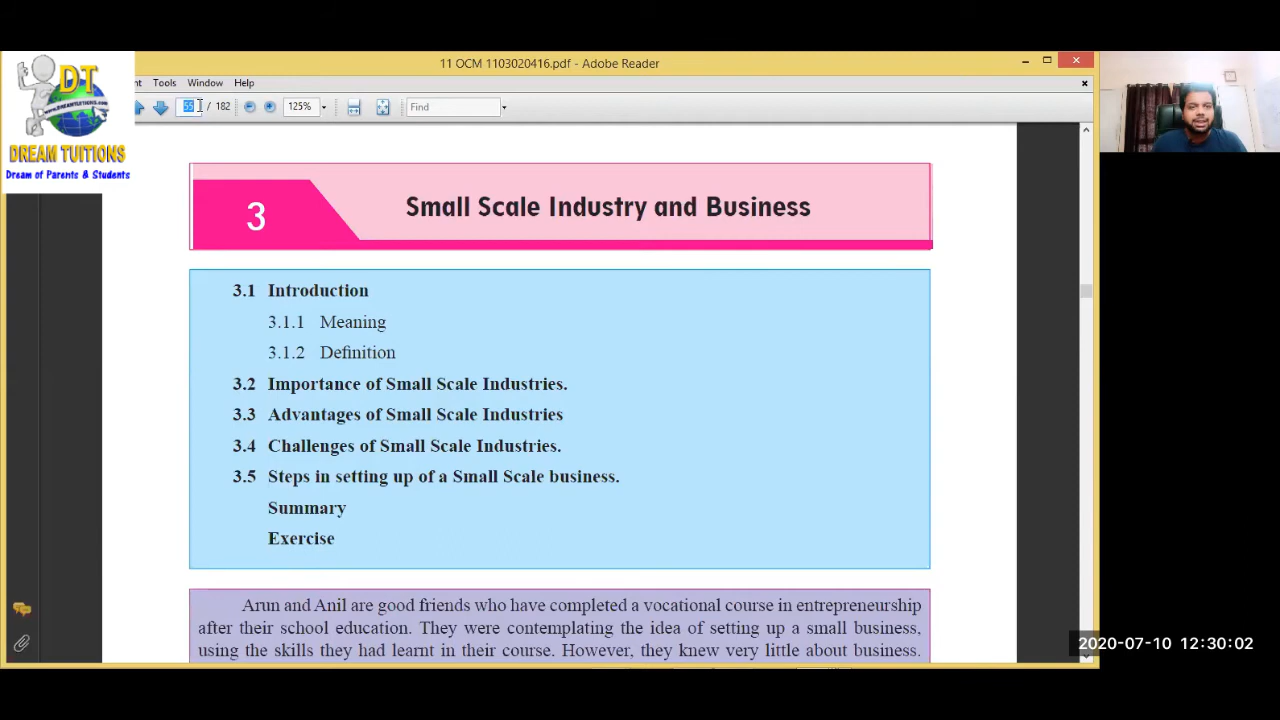 11 OCM 1103020416.pdf - Adobe Reader
nt Tools Window Help
55 / 182 125% Find
DT
www.DREAMTUTIONS.com
DREAM TUITIONS
Dream of Parents & Students
3 Small Scale Industry and Business
3.1 Introduction
3.1.1 Meaning
3.1.2 Definition
3.2 Importance of Small Scale Industries.
3.3 Advantages of Small Scale Industries
3.4 Challenges of Small Scale Industries.
3.5 Steps in setting up of a Small Scale business.
Summary
Exercise
Arun and Anil are good friends who have completed a vocational course in entrepreneurship
after their school education. They were contemplating the idea of setting up a small business,
using the skills they had learnt in their course. However, they knew very little about business.
2020-07-10 12:30:02